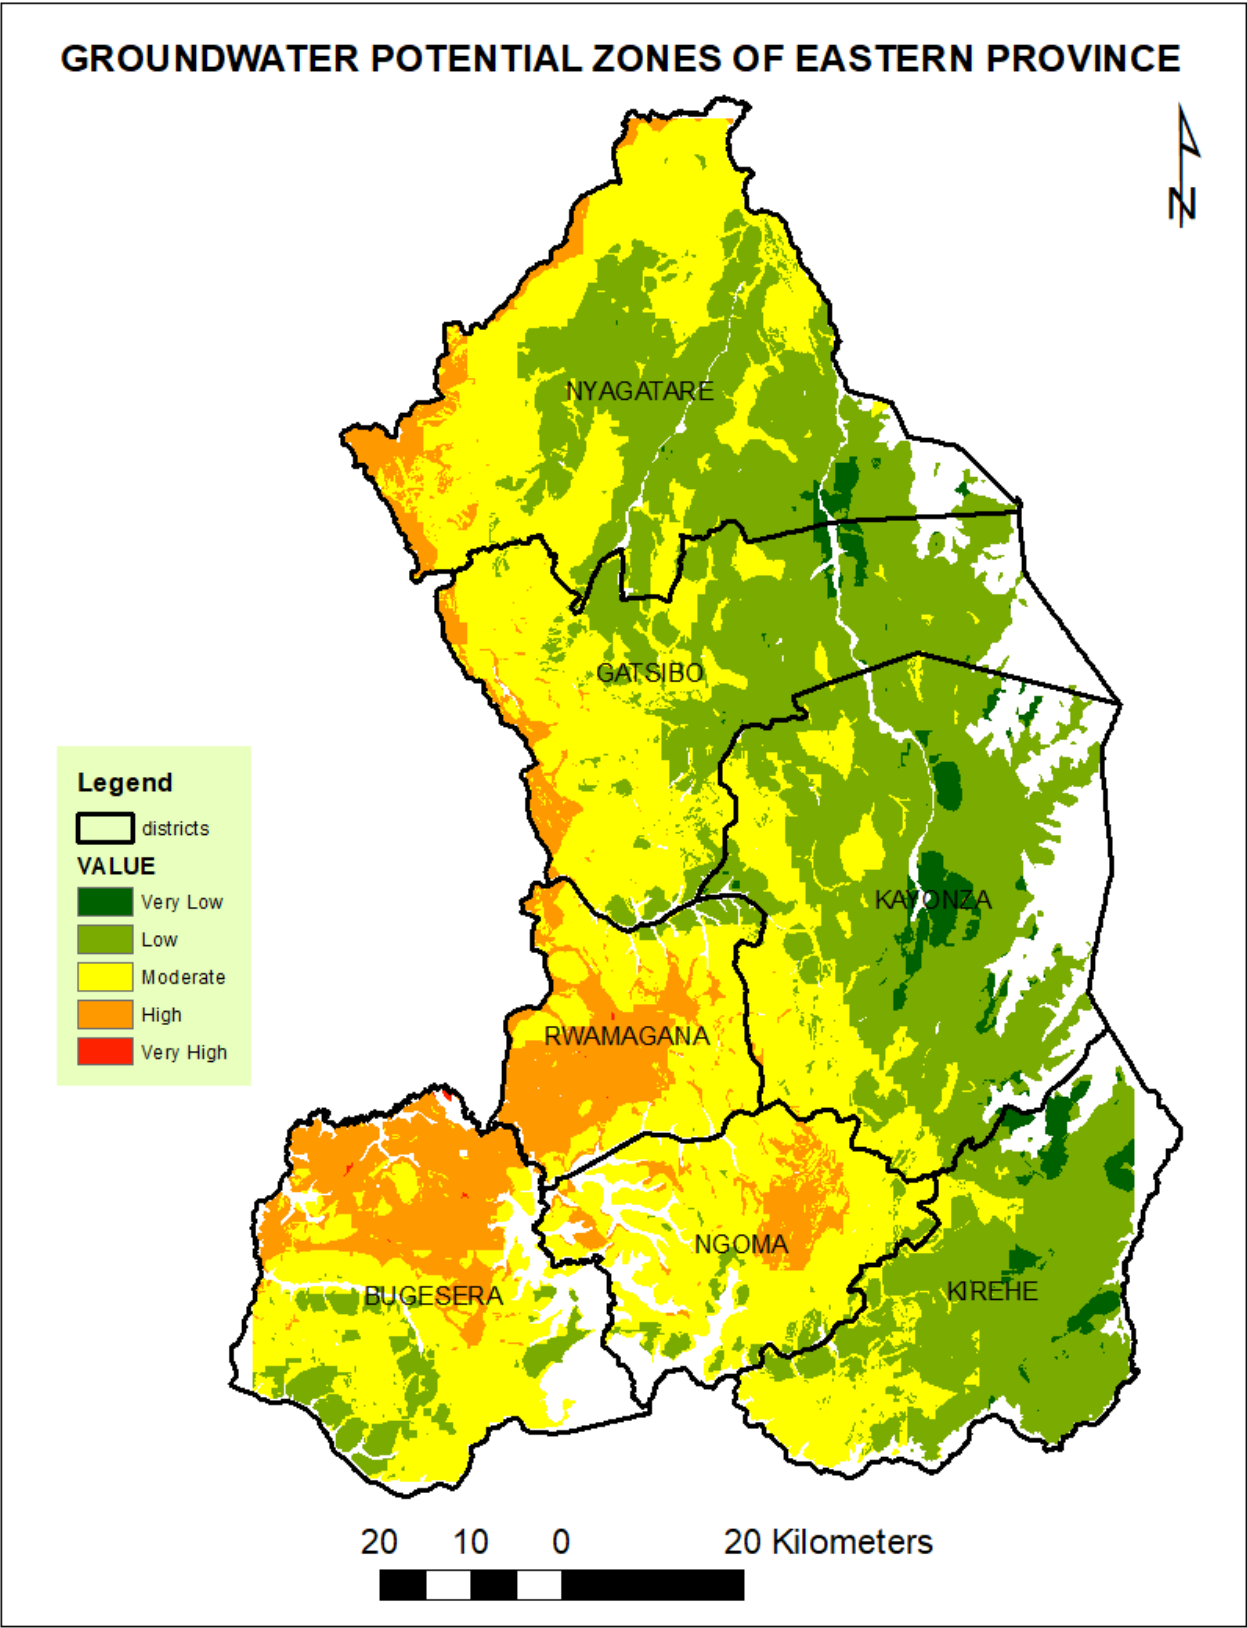 GROUNDWATER POTENTIAL ZONES OF EASTERN PROVINCE
N
NYAGATARE
GATSIBO
Legend
districts
VALUE
Very Low
Low
Moderate
High
Very High
KAYONZA
RWAMAGANA
NGOMA
BUGESERA
KIREHE
20 10 0 20 Kilometers